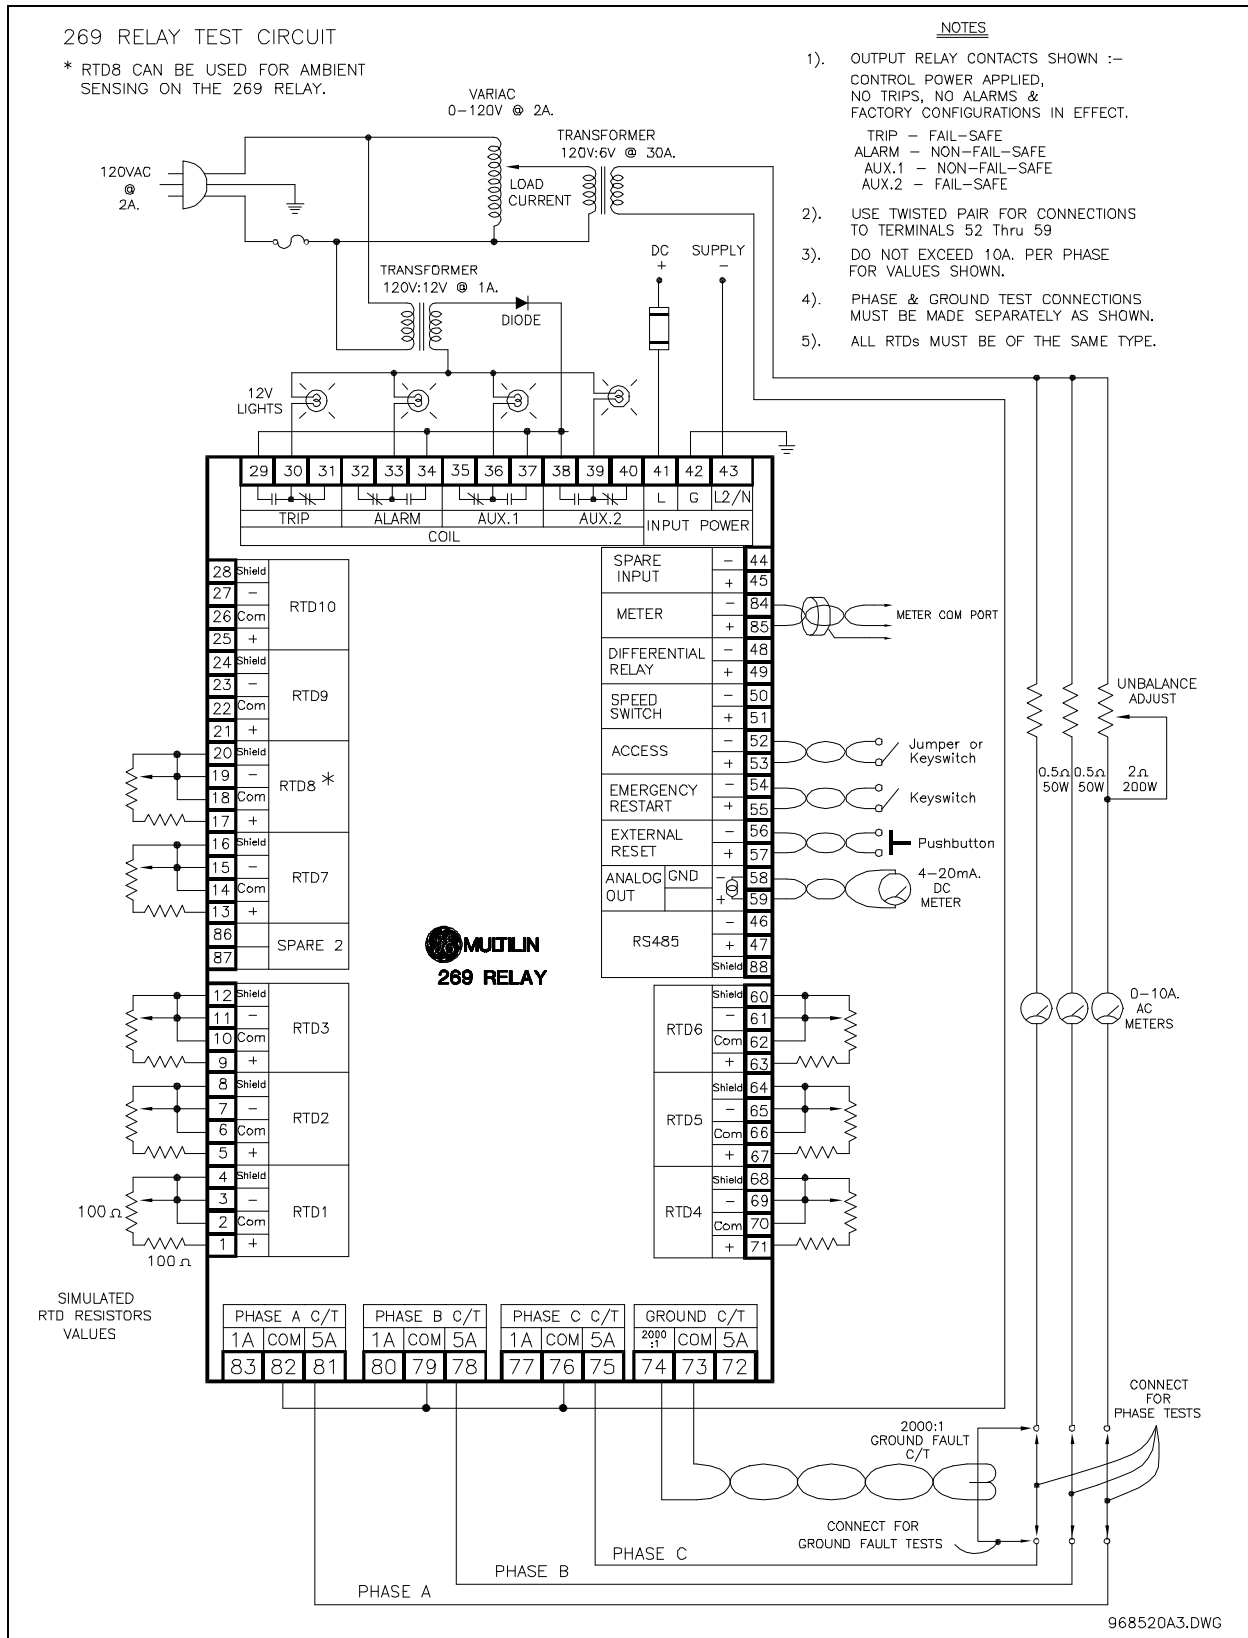 269 RELAY TEST CIRCUIT
* RTD8 CAN BE USED FOR AMBIENT
SENSING ON THE 269 RELAY.
NOTES
1). OUTPUT RELAY CONTACTS SHOWN :-
CONTROL POWER APPLIED,
NO TRIPS, NO ALARMS &
FACTORY CONFIGURATIONS IN EFFECT.
TRIP - FAIL-SAFE
ALARM - NON-FAIL-SAFE
AUX.1 - NON-FAIL-SAFE
AUX.2 - FAIL-SAFE
2). USE TWISTED PAIR FOR CONNECTIONS
TO TERMINALS 52 Thru 59
3). DO NOT EXCEED 10A. PER PHASE
FOR VALUES SHOWN.
4). PHASE & GROUND TEST CONNECTIONS
MUST BE MADE SEPARATELY AS SHOWN.
5). ALL RTDs MUST BE OF THE SAME TYPE.
VARIAC
0-120V @ 2A.
TRANSFORMER
120V:6V @ 30A.
120VAC
@
2A.
LOAD
CURRENT
DC SUPPLY
+ -
TRANSFORMER
120V:12V @ 1A.
DIODE
12V
LIGHTS
29 30 31 32 33 34 35 36 37 38 39 40 41 42 43
L G L2/N
TRIP ALARM AUX.1 AUX.2
COIL
INPUT POWER
28 Shield
27 -
26 Com
25 +
RTD10
24 Shield
23 -
22 Com
21 +
RTD9
20 Shield
19 -
18 Com
17 +
RTD8 *
16 Shield
15 -
14 Com
13 +
RTD7
86
87
SPARE 2
12 Shield
11 -
10 Com
9 +
RTD3
8 Shield
7 -
6 Com
5 +
RTD2
4 Shield
3 -
2 Com
1 +
RTD1
100Ω
100Ω
SIMULATED
RTD RESISTORS
VALUES
MULTILIN
269 RELAY
SPARE
INPUT
- 44
+ 45
METER
- 84
+ 85
METER COM PORT
DIFFERENTIAL
RELAY
- 48
+ 49
SPEED
SWITCH
- 50
+ 51
ACCESS
- 52
+ 53
Jumper or
Keyswitch
EMERGENCY
RESTART
- 54
+ 55
Keyswitch
EXTERNAL
RESET
- 56
+ 57
Pushbutton
ANALOG
OUT
GND
- 58
+ 59
4-20mA.
DC
METER
RS485
- 46
+ 47
Shield 88
RTD6
Shield 60
- 61
Com 62
+ 63
RTD5
Shield 64
- 65
Com 66
+ 67
RTD4
Shield 68
- 69
Com 70
+ 71
UNBALANCE
ADJUST
0.5Ω 0.5Ω 2Ω
50W 50W 200W
0-10A.
AC
METERS
PHASE A C/T
1A COM 5A
83 82 81
PHASE B C/T
1A COM 5A
80 79 78
PHASE C C/T
1A COM 5A
77 76 75
GROUND C/T
2000
:1
COM 5A
74 73 72
CONNECT
FOR
PHASE TESTS
2000:1
GROUND FAULT
C/T
CONNECT FOR
GROUND FAULT TESTS
PHASE C
PHASE B
PHASE A
968520A3.DWG